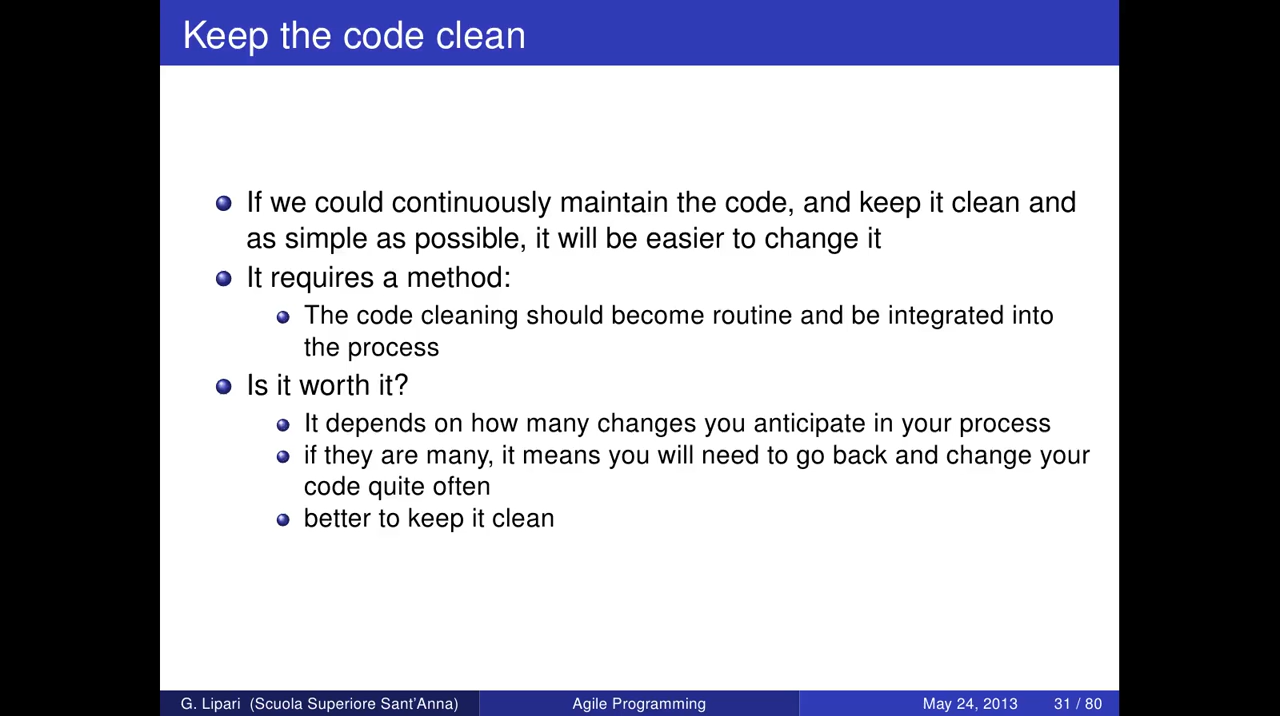 Keep the code clean
If we could continuously maintain the code, and keep it clean and
as simple as possible, it will be easier to change it
It requires a method:
The code cleaning should become routine and be integrated into
the process
Is it worth it?
It depends on how many changes you anticipate in your process
if they are many, it means you will need to go back and change your
code quite often
better to keep it clean
G. Lipari (Scuola Superiore Sant'Anna) Agile Programming May 24, 2013 31 / 80